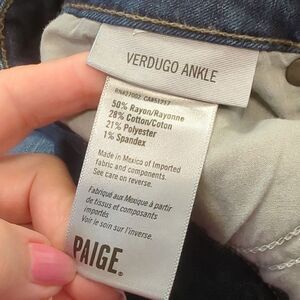 VERDUGO ANKLE
50% Rayon/Rayonne
28% Cotton/Coton
21% Polyester
1% Spandex
Made in Mexico of Imported
fabric and components.
See care on reverse.
Fabriqué aux Mexique à partir
de tissus et composants
importés
Voir le soin sur l'inverse.
PAIGE.